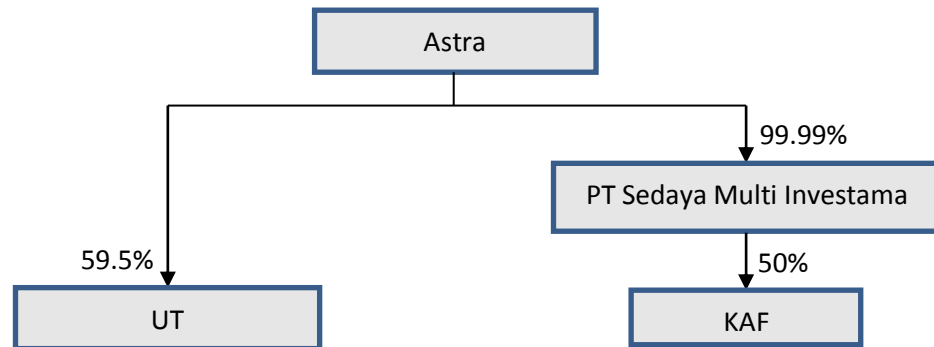 Astra
99.99%
PT Sedaya Multi Investama
59.5%
50%
UT
KAF